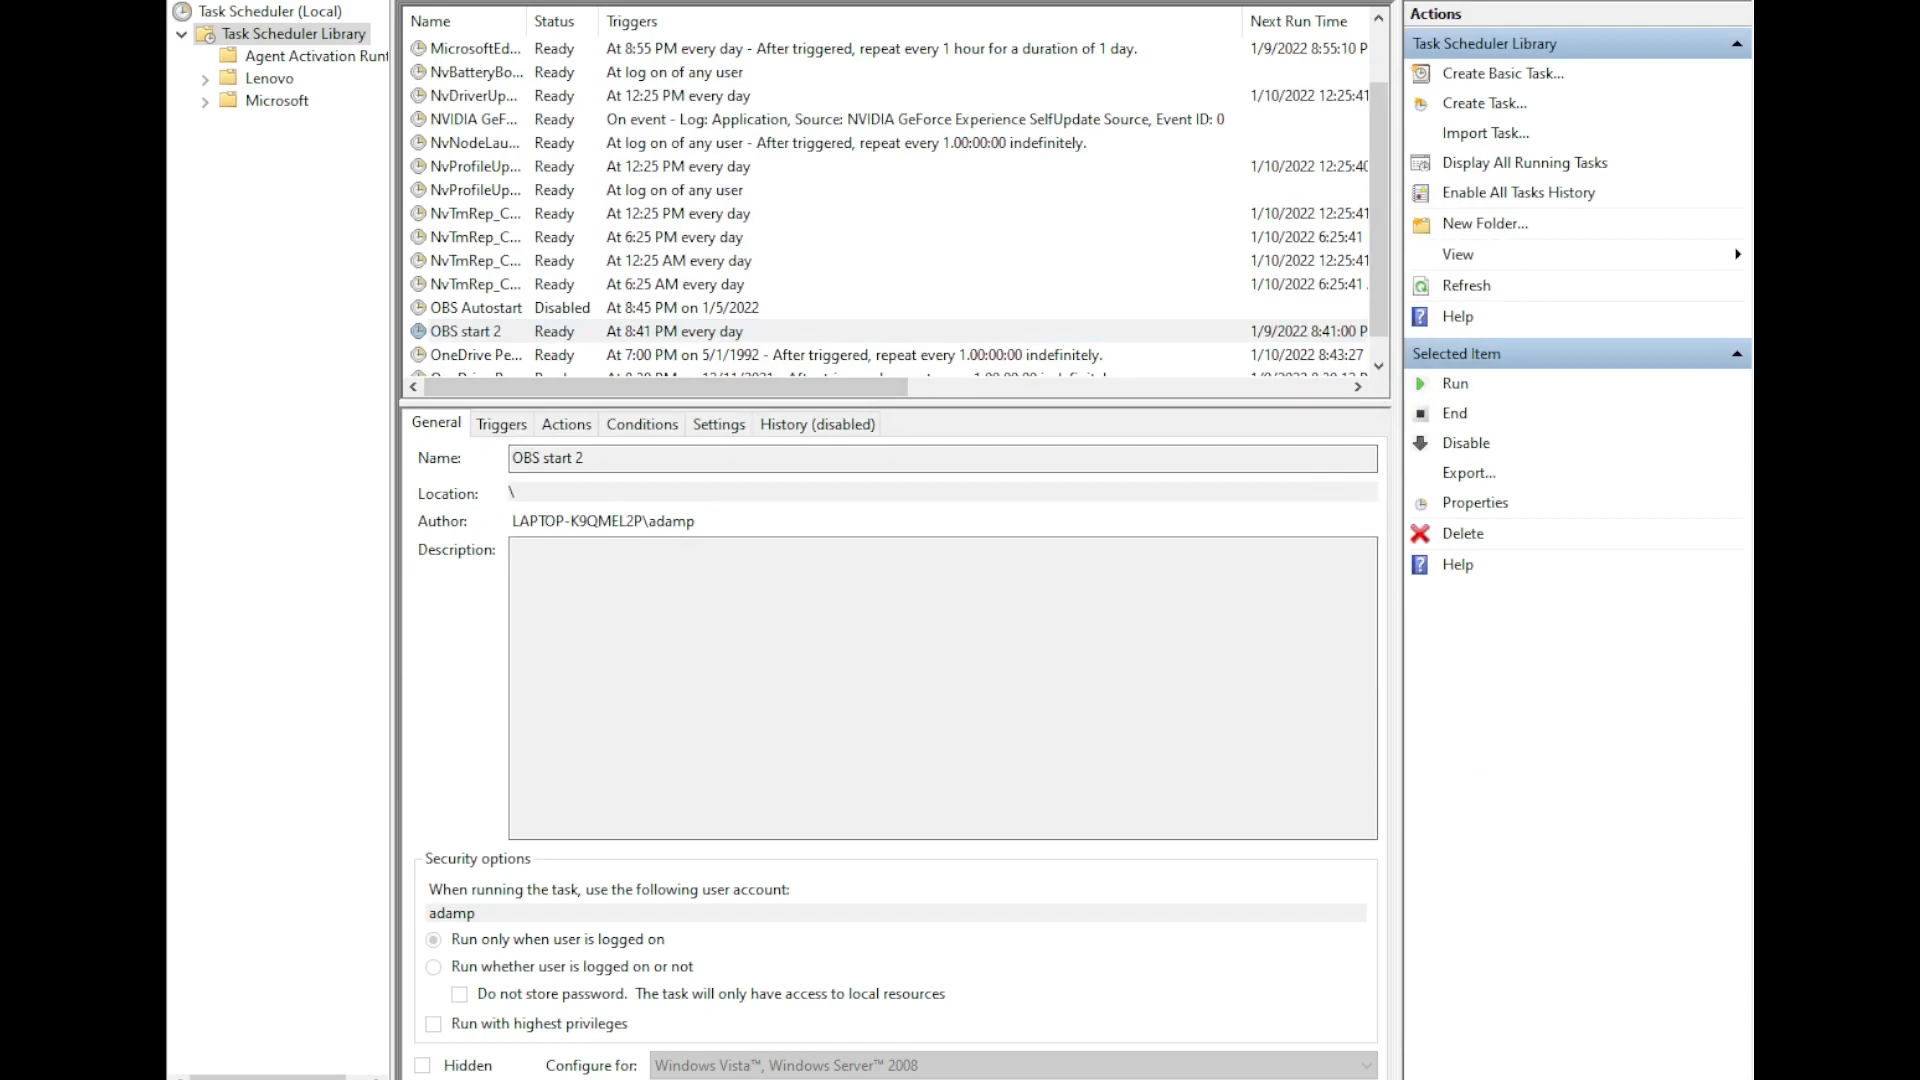 Task Scheduler (Local)
Task Scheduler Library
Agent Activation Runt
Lenovo
Microsoft
Name Status Triggers Next Run Time
MicrosoftEd... Ready At 8:55 PM every day - After triggered, repeat every 1 hour for a duration of 1 day. 1/9/2022 8:55:10 P
NvBatteryBo... Ready At log on of any user
NvDriverUp... Ready At 12:25 PM every day 1/10/2022 12:25:41
NVIDIA GeF... Ready On event - Log: Application, Source: NVIDIA GeForce Experience SelfUpdate Source, Event ID: 0
NvNodeLau... Ready At log on of any user - After triggered, repeat every 1.00:00:00 indefinitely.
NvProfileUp... Ready At 12:25 PM every day 1/10/2022 12:25:40
NvProfileUp... Ready At log on of any user
NvTmRep_C... Ready At 12:25 PM every day 1/10/2022 12:25:41
NvTmRep_C... Ready At 6:25 PM every day 1/10/2022 6:25:41
NvTmRep_C... Ready At 12:25 AM every day 1/10/2022 12:25:41
NvTmRep_C... Ready At 6:25 AM every day 1/10/2022 6:25:41
OBS Autostart Disabled At 8:45 PM on 1/5/2022
OBS start 2 Ready At 8:41 PM every day 1/9/2022 8:41:00 P
OneDrive Pe... Ready At 7:00 PM on 5/1/1992 - After triggered, repeat every 1.00:00:00 indefinitely. 1/10/2022 8:43:27
General Triggers Actions Conditions Settings History (disabled)
Name: OBS start 2
Location: \
Author: LAPTOP-K9QMEL2P\adamp
Description:
Security options
When running the task, use the following user account:
adamp
Run only when user is logged on
Run whether user is logged on or not
Do not store password. The task will only have access to local resources
Run with highest privileges
Hidden Configure for: Windows Vista™, Windows Server™ 2008
Actions
Task Scheduler Library
Create Basic Task...
Create Task...
Import Task...
Display All Running Tasks
Enable All Tasks History
New Folder...
View
Refresh
Help
Selected Item
Run
End
Disable
Export...
Properties
Delete
Help